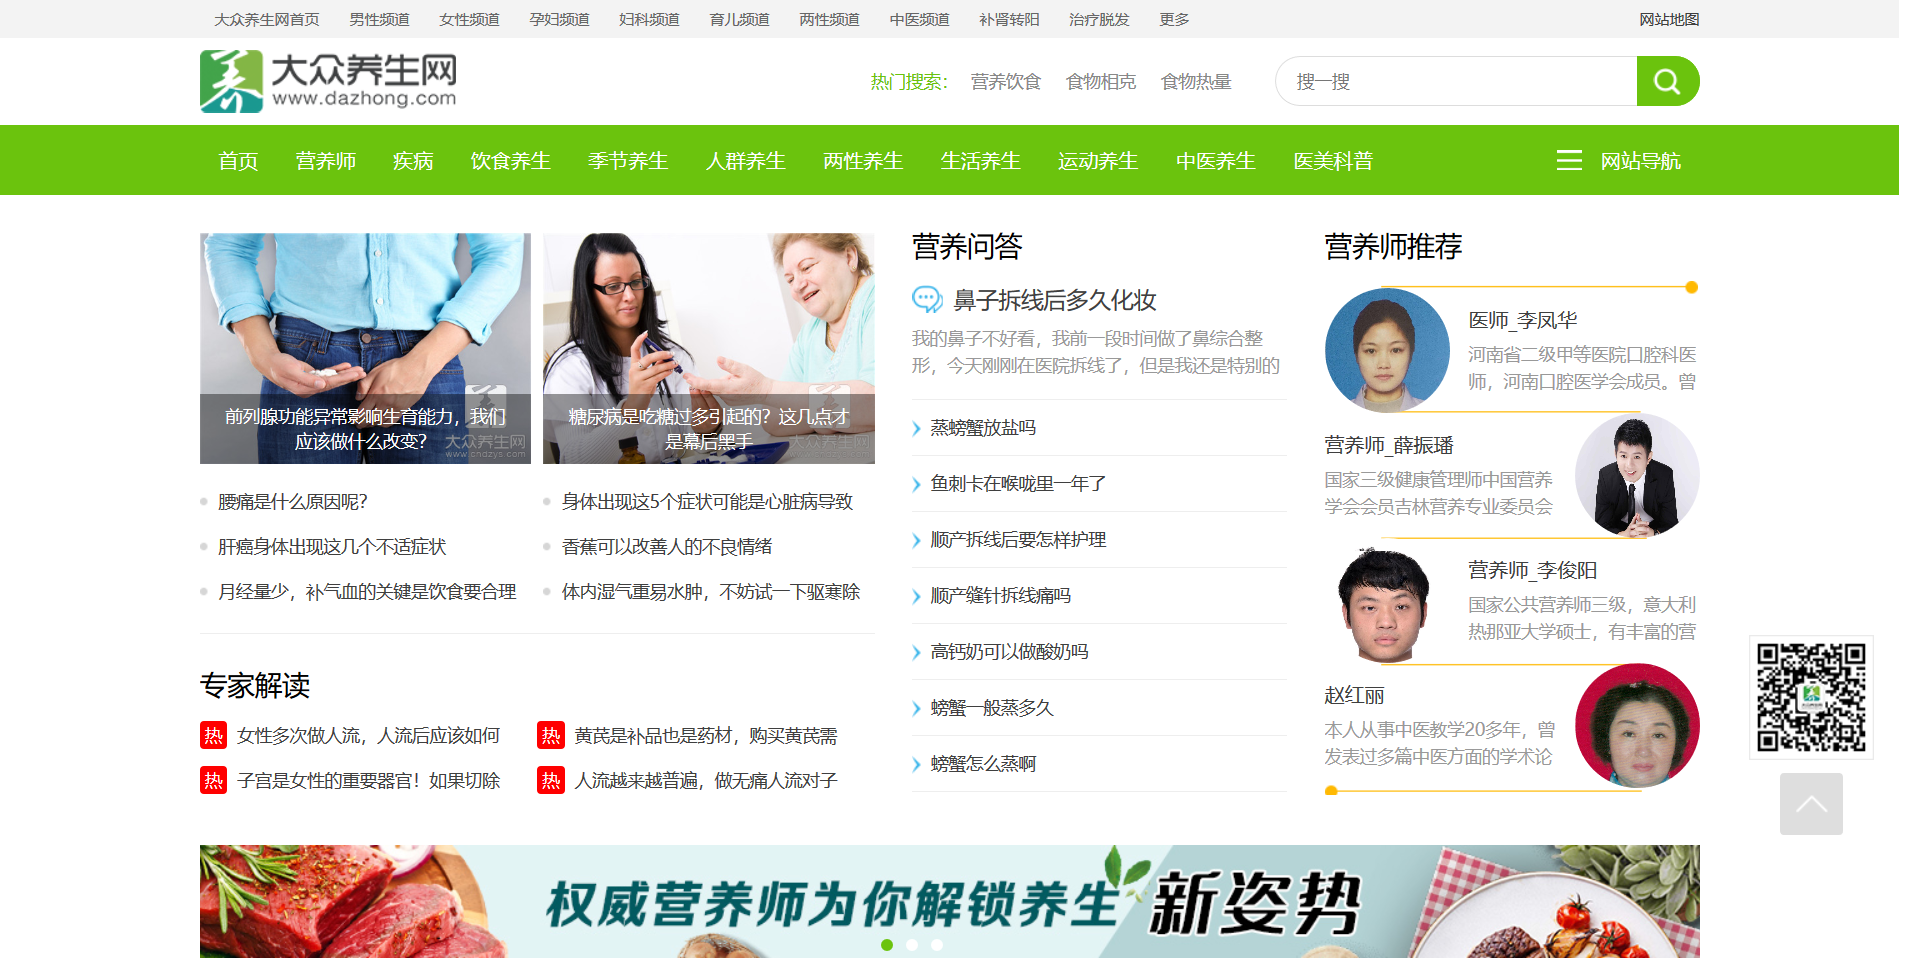 大众养生网首页 男性频道 女性频道 孕妇频道 妇科频道 育儿频道 两性频道 中医频道 补肾转阳 治疗脱发 更多 网站地图
养 大众养生网
www.dazhong.com
热门搜索： 营养饮食 食物相克 食物热量 搜一搜
首页 营养师 疾病 饮食养生 季节养生 人群养生 两性养生 生活养生 运动养生 中医养生 医美科普 网站导航
前列腺功能异常影响生育能力，我们
应该做什么改变？
大众养生网
www.cndzys.com
糖尿病是吃糖过多引起的？这几点才
是幕后黑手
腰痛是什么原因呢？
身体出现这5个症状可能是心脏病导致
肝癌身体出现这几个不适症状
香蕉可以改善人的不良情绪
月经量少，补气血的关键是饮食要合理
体内湿气重易水肿，不妨试一下驱寒除
专家解读
热 女性多次做人流，人流后应该如何
热 黄芪是补品也是药材，购买黄芪需
热 子宫是女性的重要器官！如果切除
热 人流越来越普遍，做无痛人流对子
营养问答
鼻子拆线后多久化妆
我的鼻子不好看，我前一段时间做了鼻综合整
形，今天刚刚在医院拆线了，但是我还是特别的
蒸螃蟹放盐吗
鱼刺卡在喉咙里一年了
顺产拆线后要怎样护理
顺产缝针拆线痛吗
高钙奶可以做酸奶吗
螃蟹一般蒸多久
螃蟹怎么蒸啊
营养师推荐
医师_李凤华
河南省二级甲等医院口腔科医
师，河南口腔医学会成员。曾
营养师_薛振璠
国家三级健康管理师中国营养
学会会员吉林营养专业委员会
营养师_李俊阳
国家公共营养师三级，意大利
热那亚大学硕士，有丰富的营
赵红丽
本人从事中医教学20多年，曾
发表过多篇中医方面的学术论
权威营养师为你解锁养生 新姿势